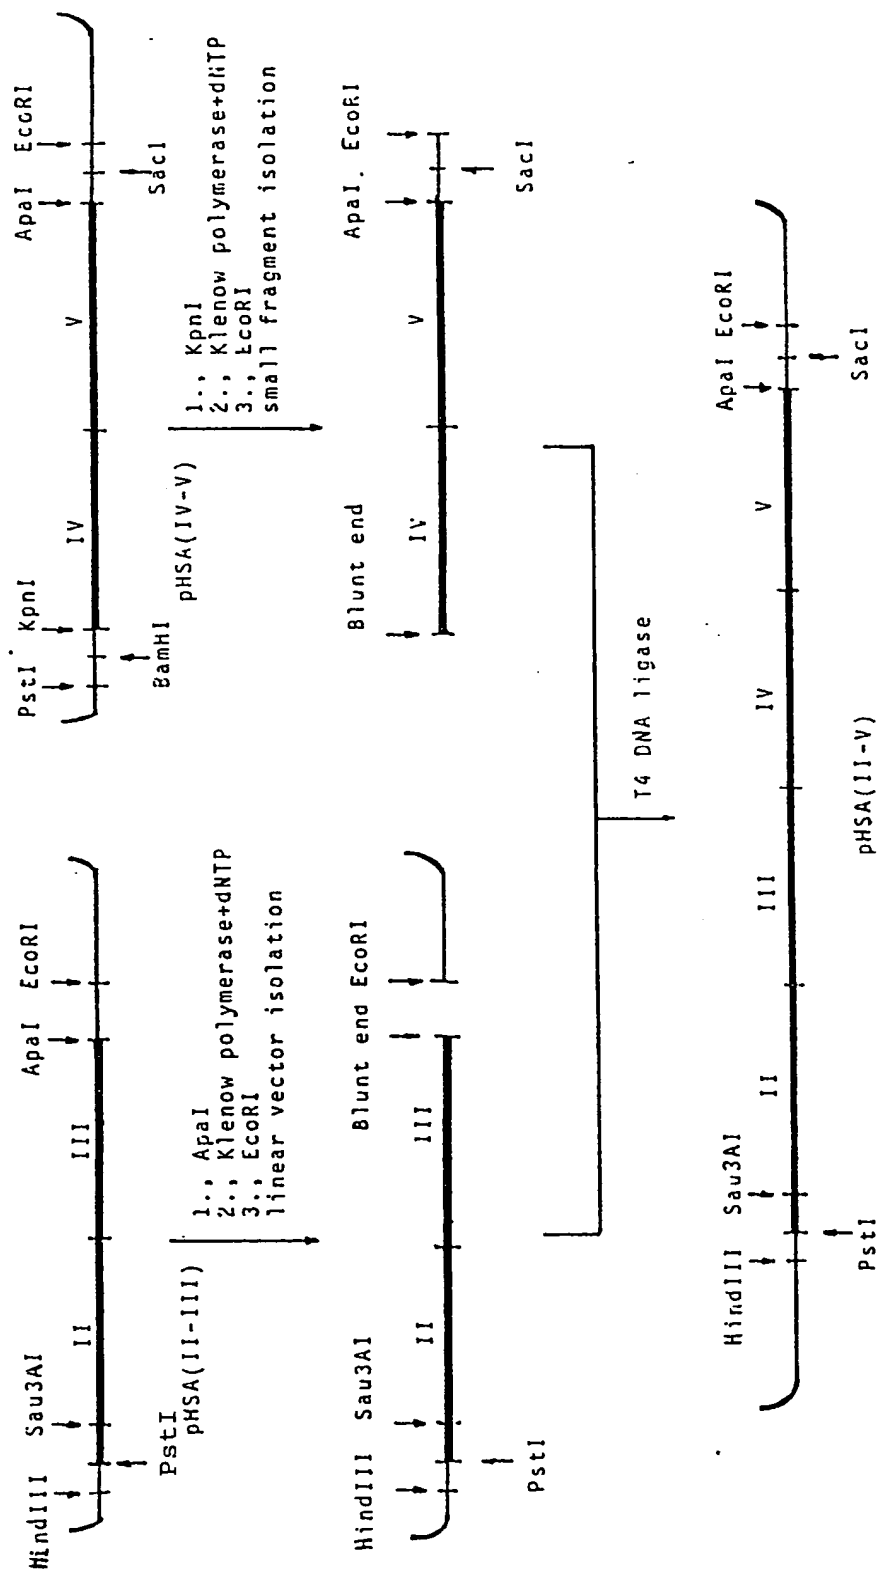 HindIII Sau3AI ApaI EcoRI
II III
PstI
pHSA(II-III)
1., ApaI
2., Klenow polymerase+dNTP
3., EcoRI
linear vector isolation
PstI KpnI ApaI EcoRI
IV V
BamHI SacI
pHSA(IV-V)
1., KpnI
2., Klenow polymerase+dNTP
3., EcoRI
small fragment isolation
HindIII Sau3AI Blunt end EcoRI
II III
PstI
Blunt end ApaI. EcoRI
IV V
SacI
T4 DNA ligase
HindIII Sau3AI ApaI EcoRI
II III IV V
PstI SacI
pHSA(II-V)